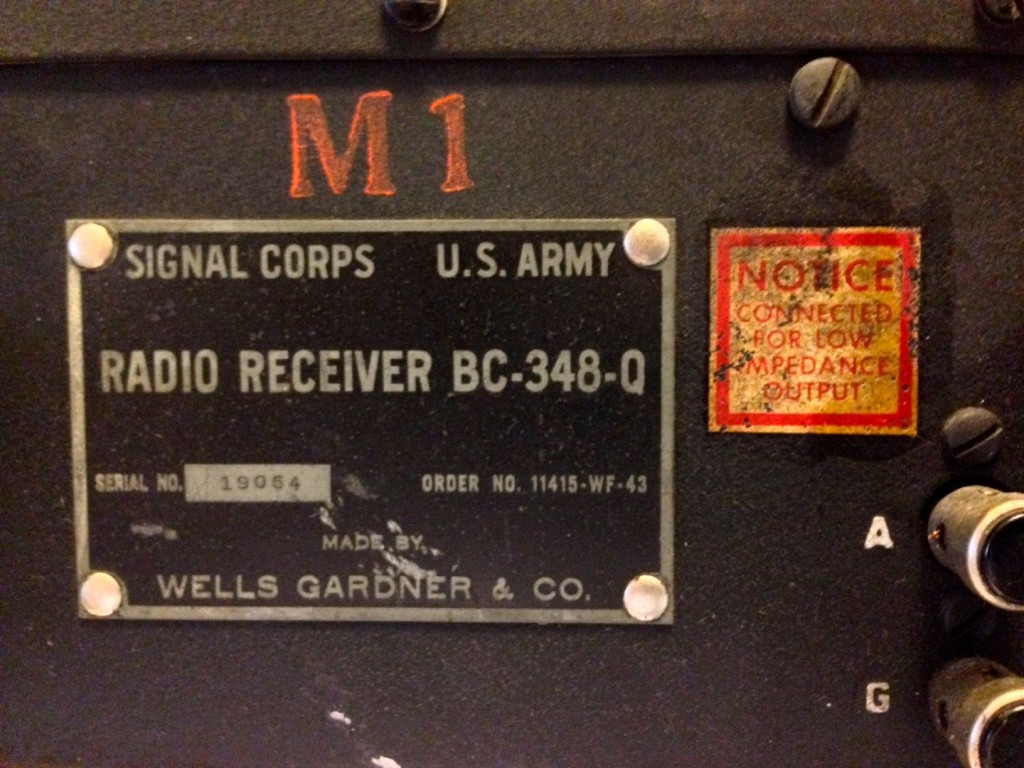 M1
SIGNAL CORPS U.S. ARMY
RADIO RECEIVER BC-348-Q
SERIAL NO. 19054 ORDER NO. 11415-WF-43
MADE BY
WELLS GARDNER & CO.
NOTICE
CONNECTED
FOR LOW
IMPEDANCE
OUTPUT
A
G